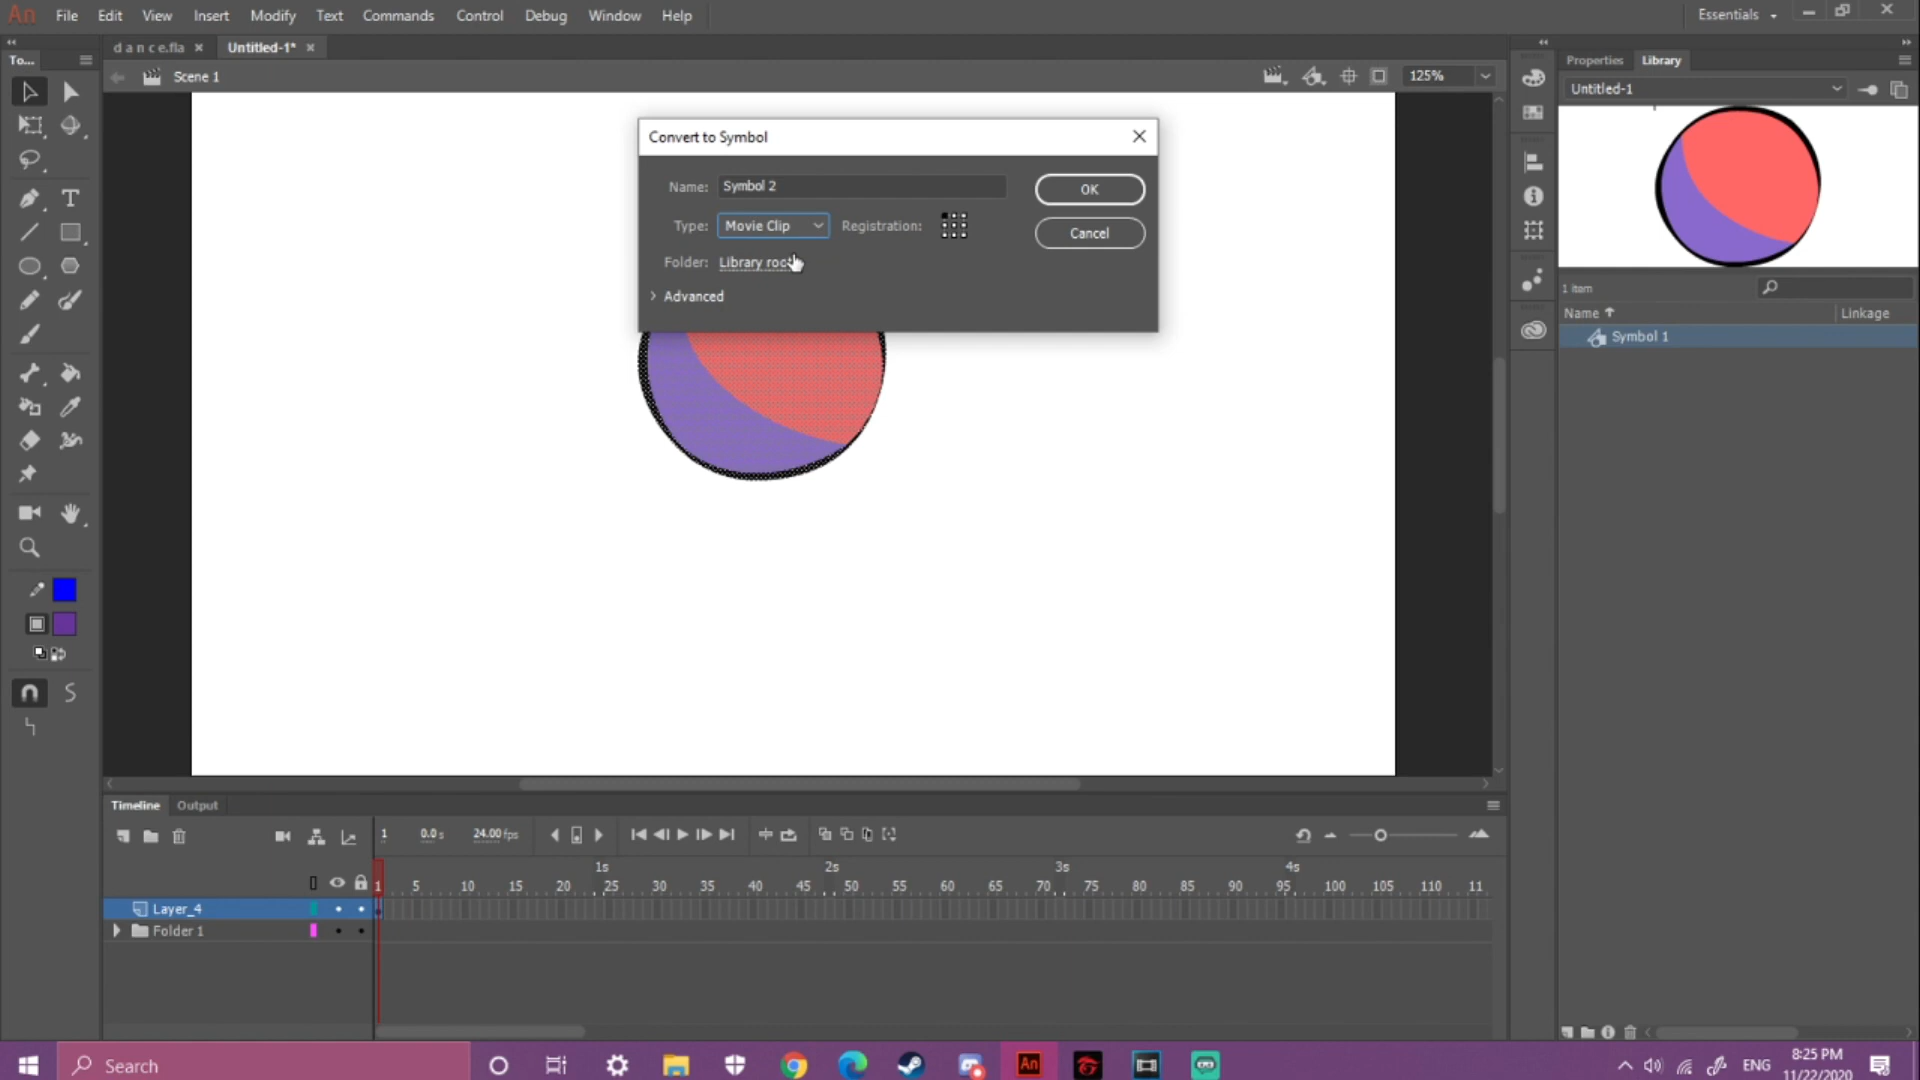 An File Edit View Insert Modify Text Commands Control Debug Window Help Essentials
d a n c e.fla × Untitled-1* ×
To...
Scene 1 125%
Properties Library
Untitled-1
Convert to Symbol
Name: Symbol 2 OK
Type: Movie Clip Registration:
Cancel
Folder: Library root
Advanced
1 item
Name Linkage
Symbol 1
Timeline Output
1 0.0 s 24.00 fps
1s 2s 3s 4s
1 5 10 15 20 25 30 35 40 45 50 55 60 65 70 75 80 85 90 95 100 105 110 11
Layer_4
Folder 1
Search An ENG 8:25 PM
11/22/2020